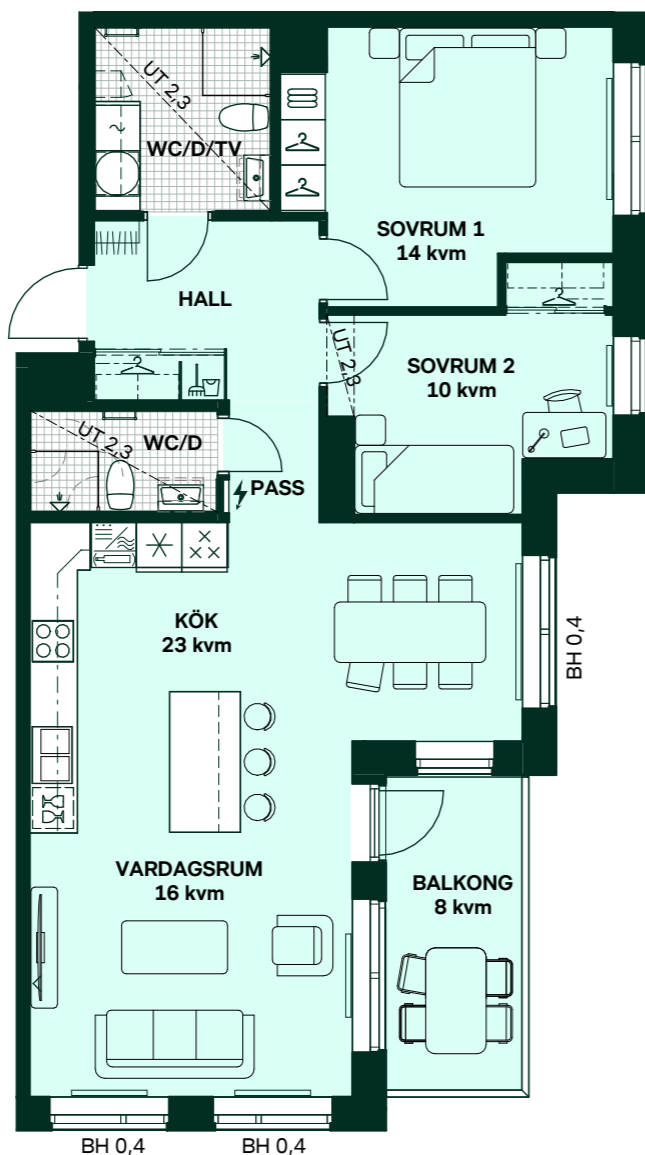 UT 2,3
WC/D/TV
SOVRUM 1
14 kvm
HALL
UT 2,3
SOVRUM 2
10 kvm
UT 2,3
WC/D
PASS
KÖK
23 kvm
BH 0,4
VARDAGSRUM
16 kvm
BALKONG
8 kvm
BH 0,4
BH 0,4